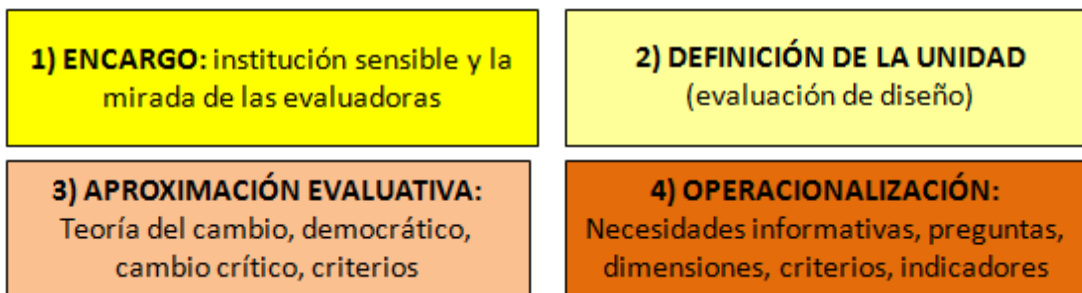 1) ENCARGO: institución sensible y la
mirada de las evaluadoras
2) DEFINICIÓN DE LA UNIDAD
(evaluación de diseño)
3) APROXIMACIÓN EVALUATIVA:
Teoría del cambio, democrático,
cambio crítico, criterios
4) OPERACIONALIZACIÓN:
Necesidades informativas, preguntas,
dimensiones, criterios, indicadores